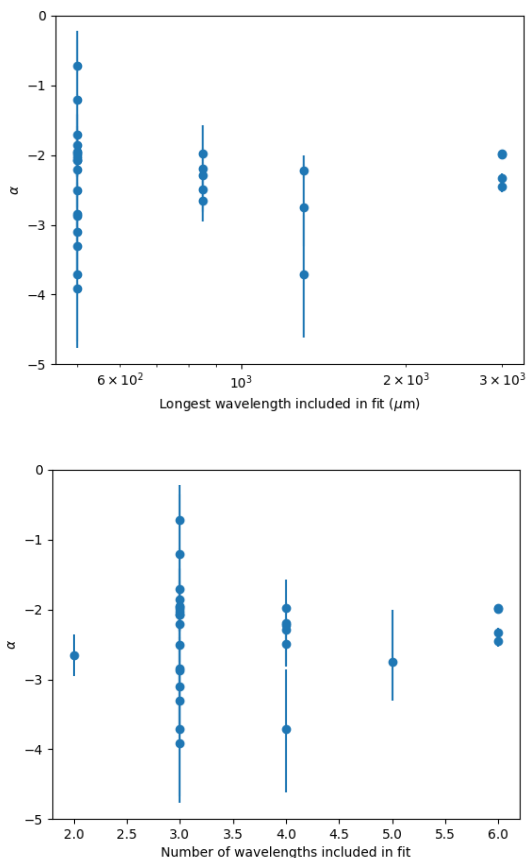 0
−1
−2
−3
−4
−5
α
6 × 10²
10³
2 × 10³
3 × 10³
Longest wavelength included in fit (μm)
0
−1
−2
−3
−4
−5
α
2.0 2.5 3.0 3.5 4.0 4.5 5.0 5.5 6.0
Number of wavelengths included in fit